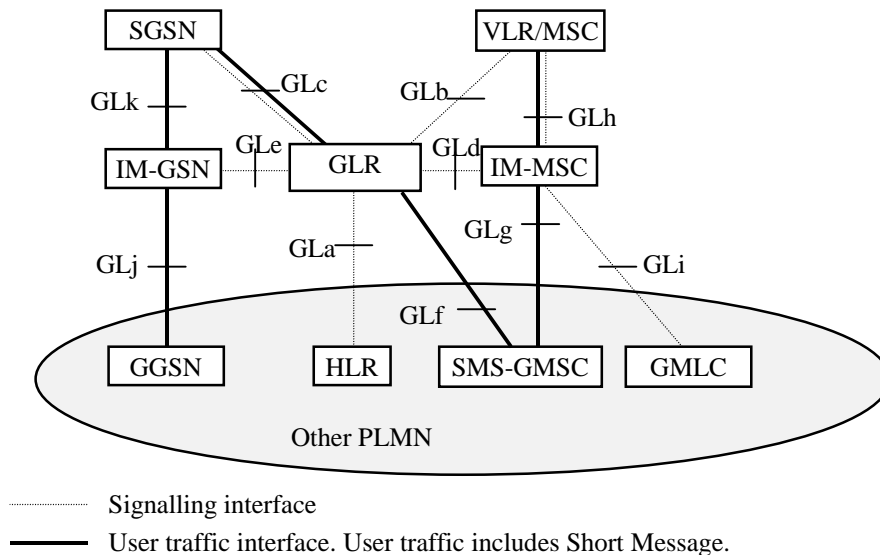 SGSN
VLR/MSC
GLc
GLb
GLk
GLh
GLe
GLd
IM-GSN
GLR
IM-MSC
GLg
GLa
GLj
GLi
GLf
GGSN
HLR
SMS-GMSC
GMLC
Other PLMN
Signalling interface
User traffic interface. User traffic includes Short Message.